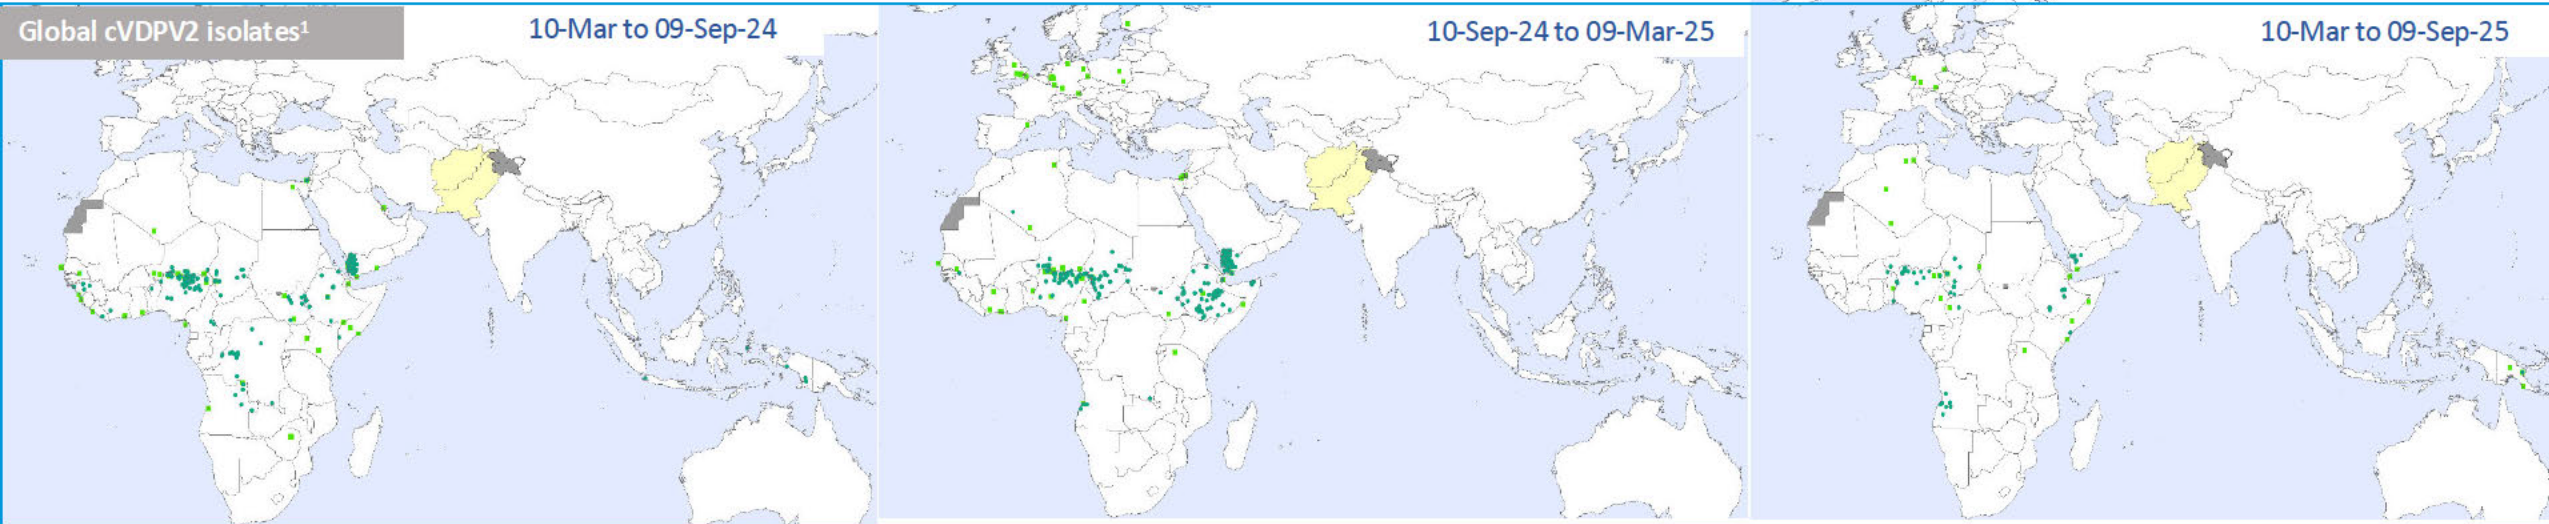 Global cVDPV2 isolates¹
10-Mar to 09-Sep-24
10-Sep-24 to 09-Mar-25
10-Mar to 09-Sep-25